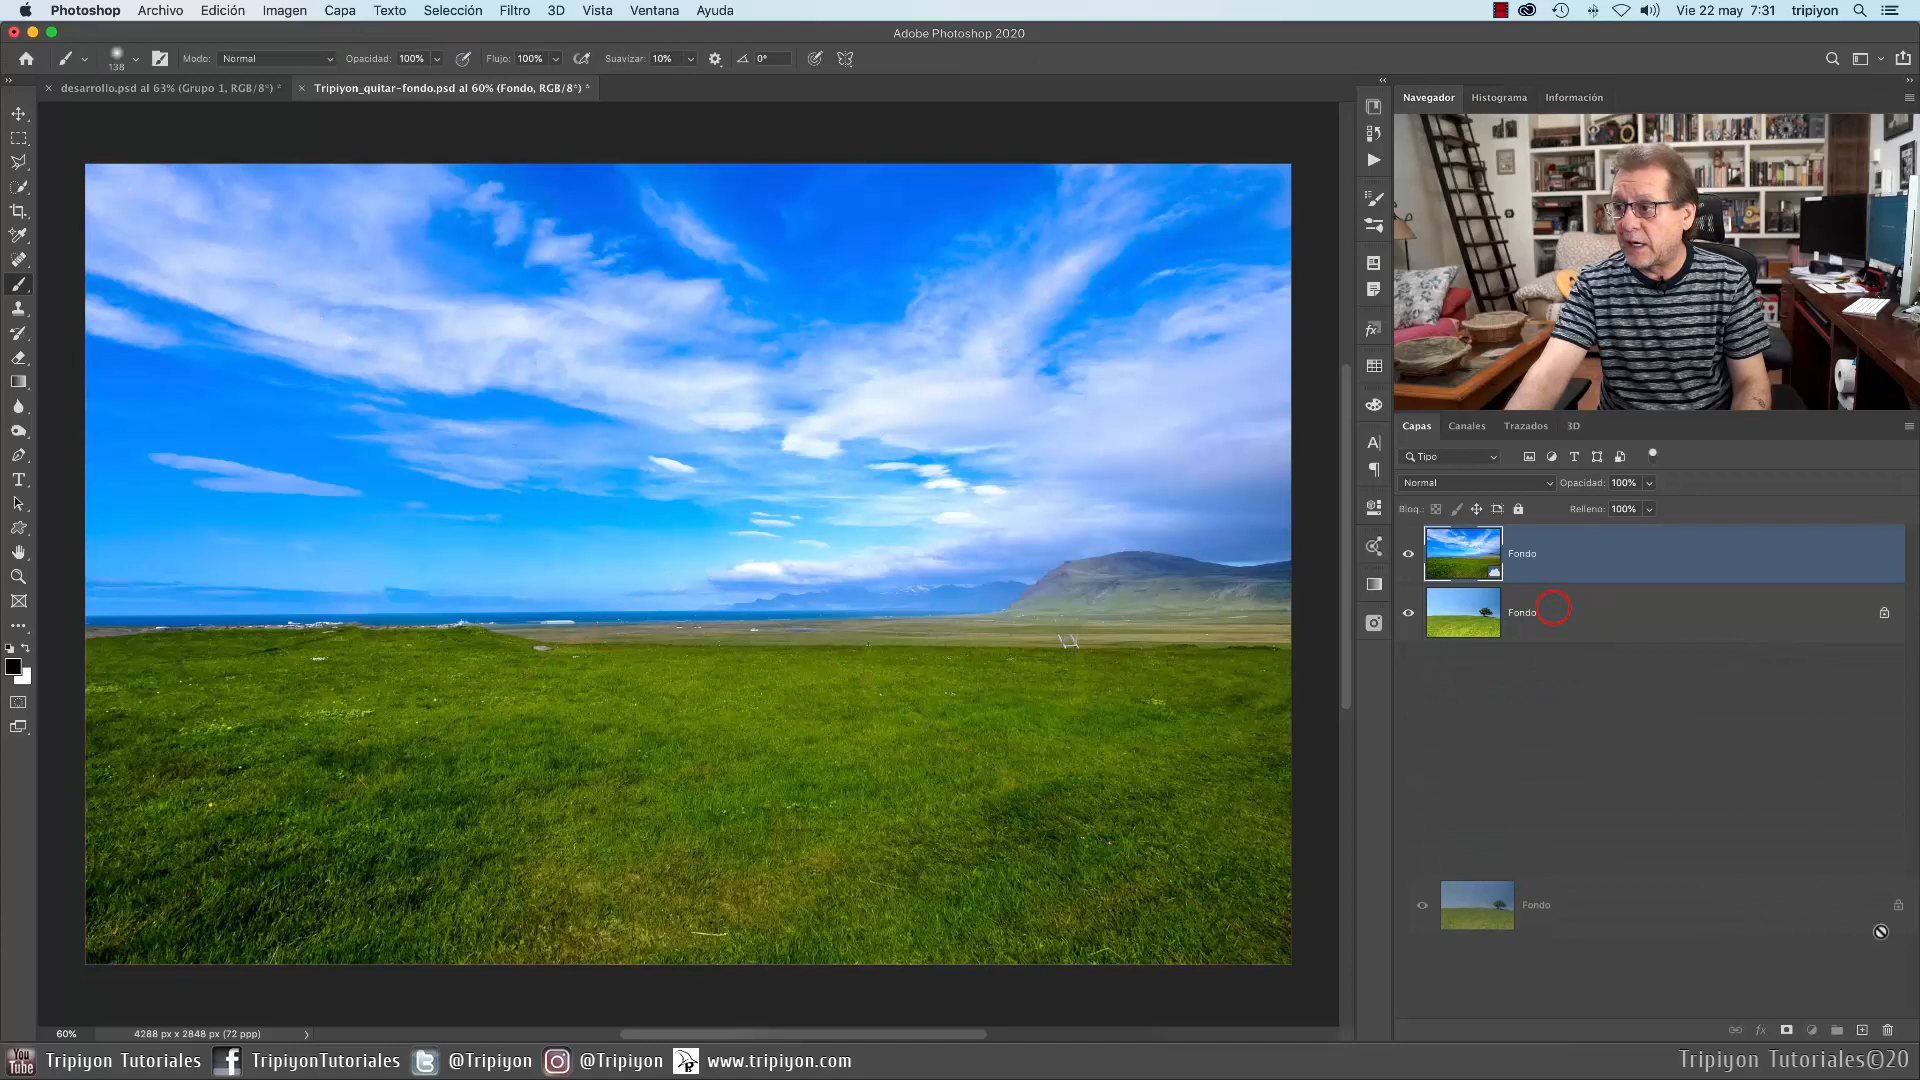 Photoshop Archivo Edición Imagen Capa Texto Selección Filtro 3D Vista Ventana Ayuda Vie 22 may 7:31 tripiyon
Adobe Photoshop 2020
138 Modo: Normal Opacidad: 100% Flujo: 100% Suavizar: 10% 0°
desarrollo.psd al 63% (Grupo 1, RGB/8*) * Tripiyon_quitar-fondo.psd al 60% (Fondo, RGB/8*) *
Navegador Histograma Información
Capas Canales Trazados 3D
Tipo
Normal Opacidad: 100%
Bloq.: Relleno: 100%
Fondo
Fondo
Fondo
60% 4288 px x 2848 px (72 ppp)
You Tube Tripiyon Tutoriales TripiyonTutoriales @Tripiyon @Tripiyon www.tripiyon.com Tripiyon Tutoriales©20